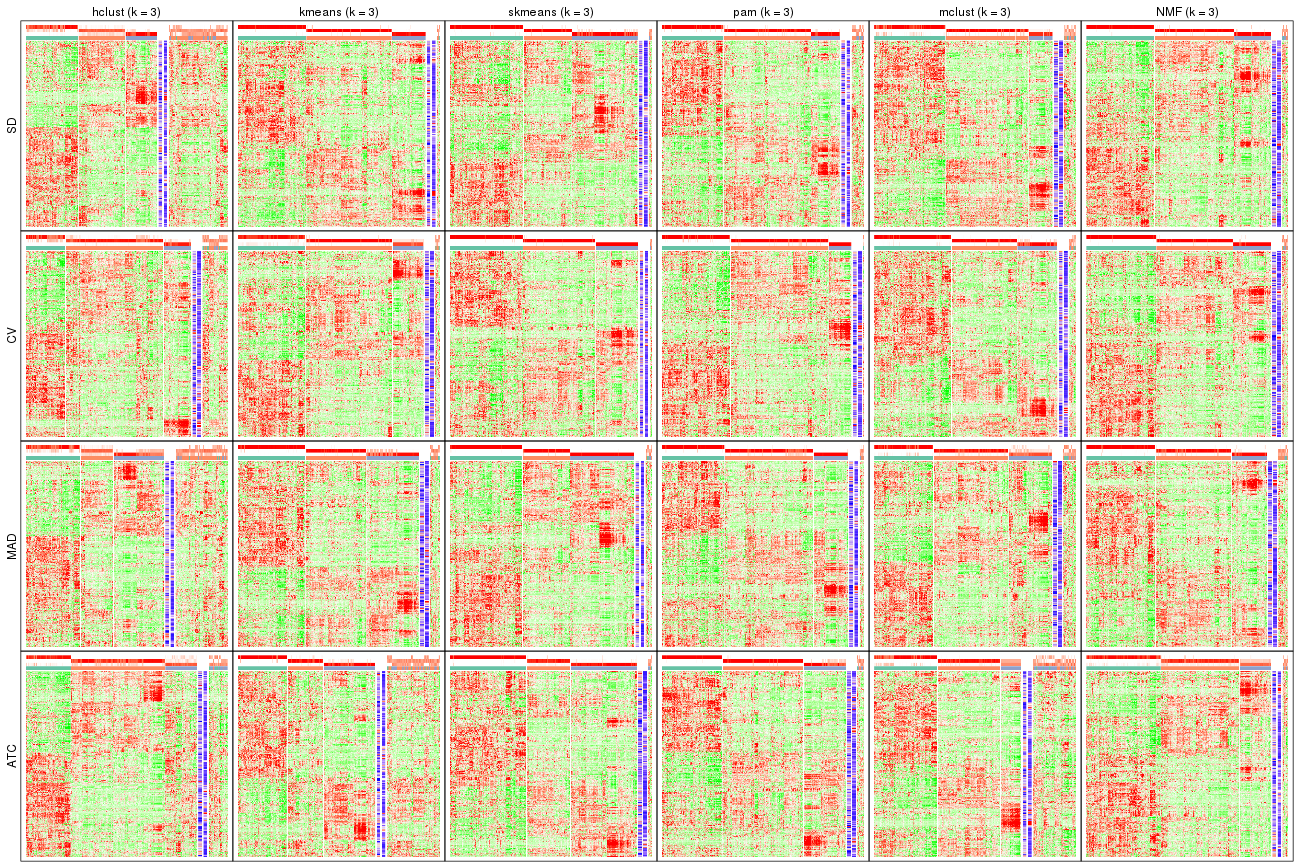 hclust (k = 3) kmeans (k = 3) skmeans (k = 3) pam (k = 3) mclust (k = 3) NMF (k = 3)
SD
CV
MAD
ATC